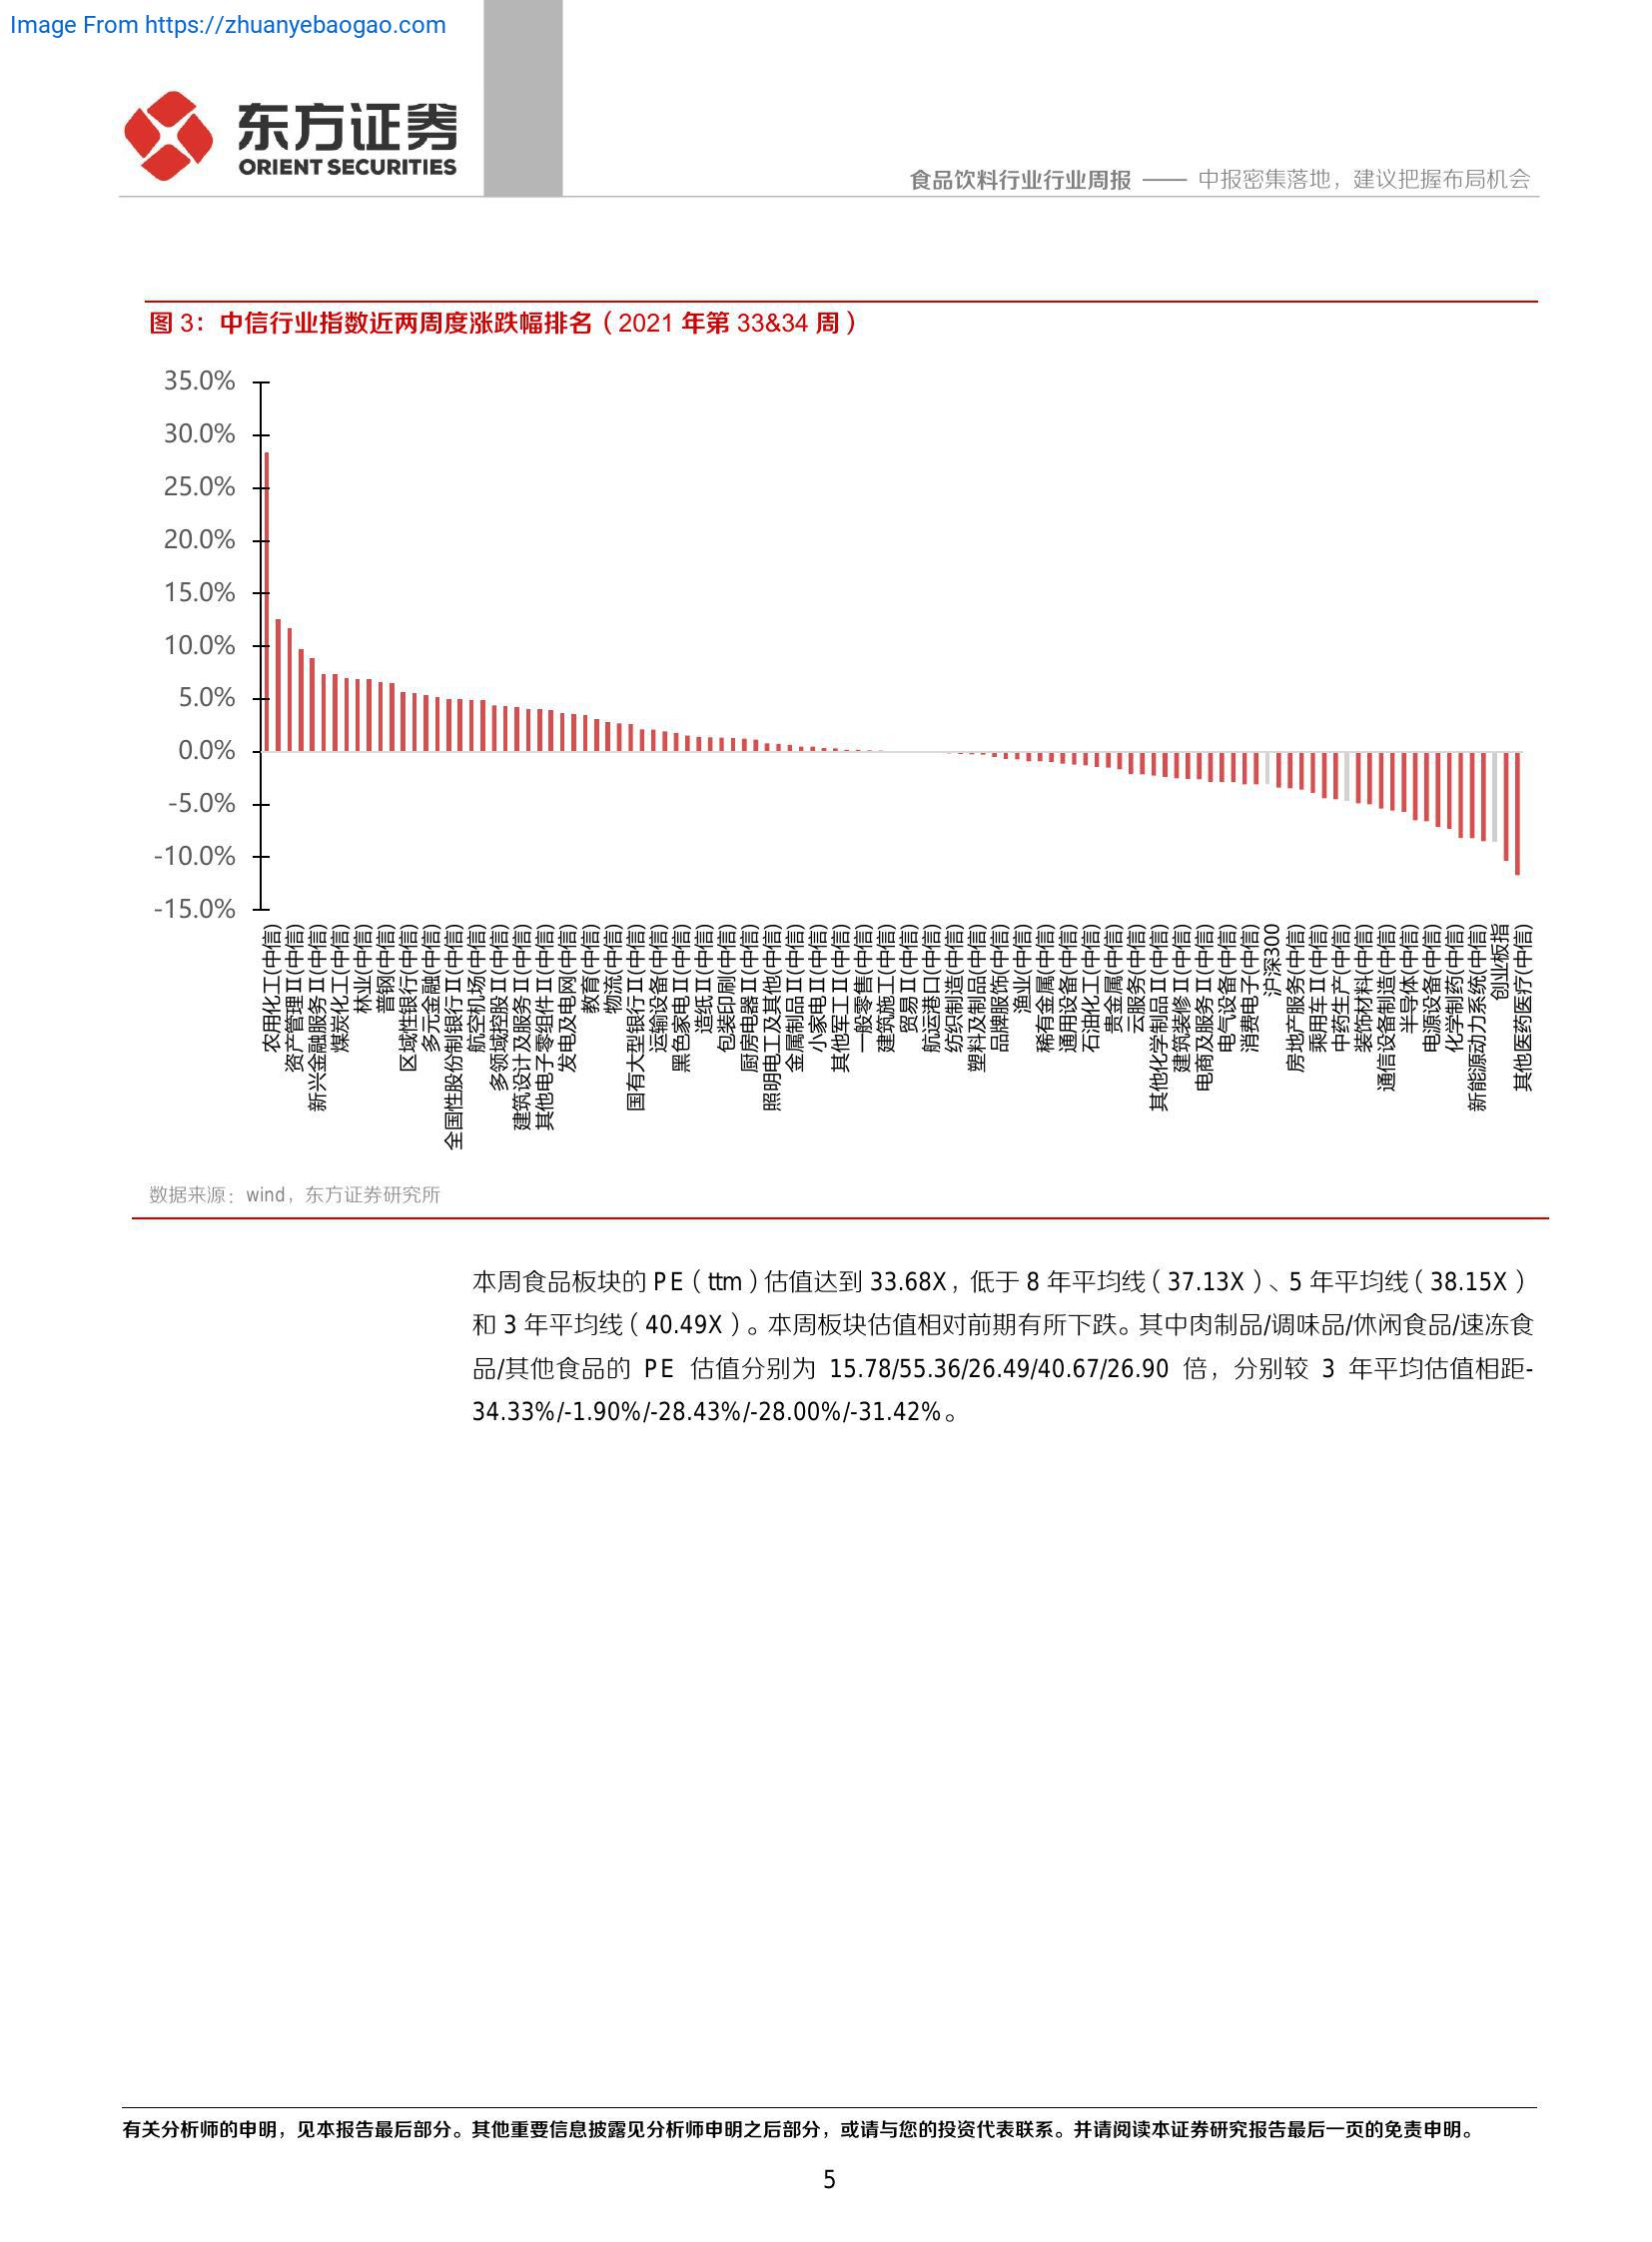 Image From https://zhuanyebaogao.com
东方证券
ORIENT SECURITIES
食品饮料行业行业周报 —— 中报密集落地，建议把握布局机会
图 3：中信行业指数近两周度涨跌幅排名（2021 年第 33&34 周）
35.0%
30.0%
25.0%
20.0%
15.0%
10.0%
5.0%
0.0%
-5.0%
-10.0%
-15.0%
农用化工(中信)
资产管理Ⅱ(中信)
新兴金融服务Ⅱ(中信)
煤炭化工(中信)
林业(中信)
普钢(中信)
区域性银行(中信)
多元金融(中信)
全国性股份制银行Ⅱ(中信)
航空机场(中信)
多领域控股Ⅱ(中信)
建筑设计及服务Ⅱ(中信)
其他电子零组件Ⅱ(中信)
发电及电网(中信)
教育(中信)
物流(中信)
国有大型银行Ⅱ(中信)
运输设备(中信)
黑色家电Ⅱ(中信)
造纸Ⅱ(中信)
包装印刷(中信)
厨房电器Ⅱ(中信)
照明电工及其他(中信)
金属制品Ⅱ(中信)
小家电Ⅱ(中信)
其他军工Ⅱ(中信)
一般零售(中信)
建筑施工(中信)
贸易Ⅱ(中信)
航运港口(中信)
纺织制造(中信)
塑料及制品(中信)
品牌服饰(中信)
渔业(中信)
稀有金属(中信)
通用设备(中信)
石油化工(中信)
贵金属(中信)
云服务(中信)
其他化学制品Ⅱ(中信)
建筑装修Ⅱ(中信)
电商及服务Ⅱ(中信)
电气设备(中信)
消费电子(中信)
沪深300
房地产服务(中信)
乘用车Ⅱ(中信)
中药生产(中信)
装饰材料(中信)
通信设备制造(中信)
半导体(中信)
电源设备(中信)
化学制药(中信)
新能源动力系统(中信)
创业板指
其他医药医疗(中信)
数据来源：wind，东方证券研究所
本周食品板块的 PE（ttm）估值达到 33.68X，低于 8 年平均线（37.13X）、5 年平均线（38.15X）
和 3 年平均线（40.49X）。本周板块估值相对前期有所下跌。其中肉制品/调味品/休闲食品/速冻食
品/其他食品的 PE 估值分别为 15.78/55.36/26.49/40.67/26.90 倍，分别较 3 年平均估值相距-
34.33%/-1.90%/-28.43%/-28.00%/-31.42%。
有关分析师的申明，见本报告最后部分。其他重要信息披露见分析师申明之后部分，或请与您的投资代表联系。并请阅读本证券研究报告最后一页的免责申明。
5